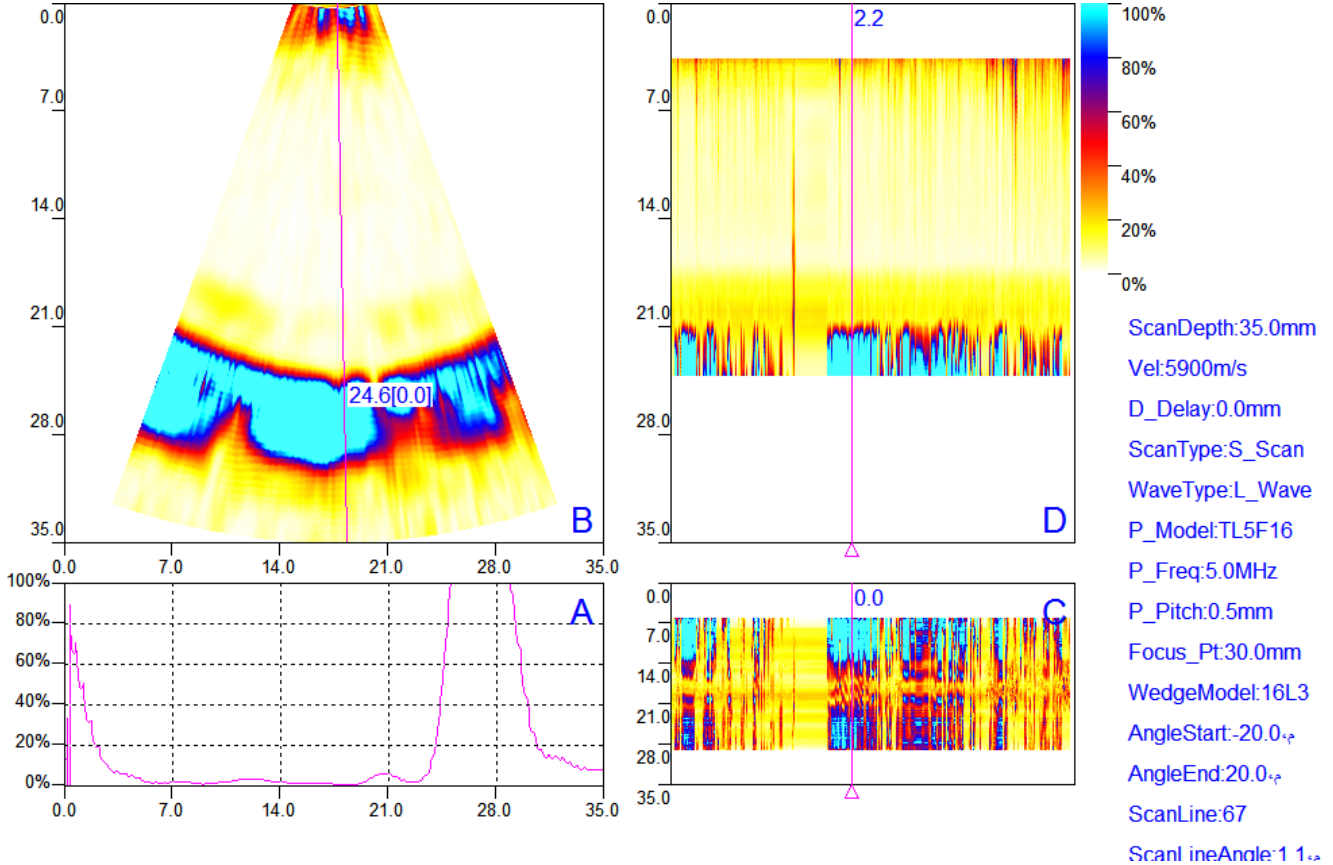 0.0
7.0
14.0
21.0
28.0
35.0
0.0 7.0 14.0 21.0 28.0 35.0
24.6[0.0]
B
0.0
7.0
14.0
21.0
28.0
35.0
2.2
D
100%
80%
60%
40%
20%
0%
100%
80%
60%
40%
20%
0%
0.0 7.0 14.0 21.0 28.0 35.0
A
0.0
7.0
14.0
21.0
28.0
35.0
0.0
C
ScanDepth:35.0mm
Vel:5900m/s
D_Delay:0.0mm
ScanType:S_Scan
WaveType:L_Wave
P_Model:TL5F16
P_Freq:5.0MHz
P_Pitch:0.5mm
Focus_Pt:30.0mm
WedgeModel:16L3
AngleStart:-20.0
AngleEnd:20.0
ScanLine:67
ScanLineAngle:1.1